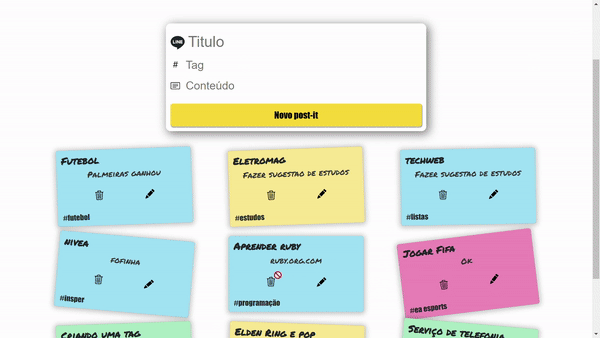 LINE
Titulo
# Tag
Conteúdo
Novo post-it
Futebol
Palmeiras ganhou
#futebol
Eletromag
Fazer sugestao de estudos
#estudos
techweb
Fazer sugestao de estudos
#listas
nivea
fofinha
#insper
Aprender ruby
ruby.org.com
#programação
Jogar Fifa
Ok
#ea esports
Criando uma tag
Elden Ring e pop
Serviço de telefonia